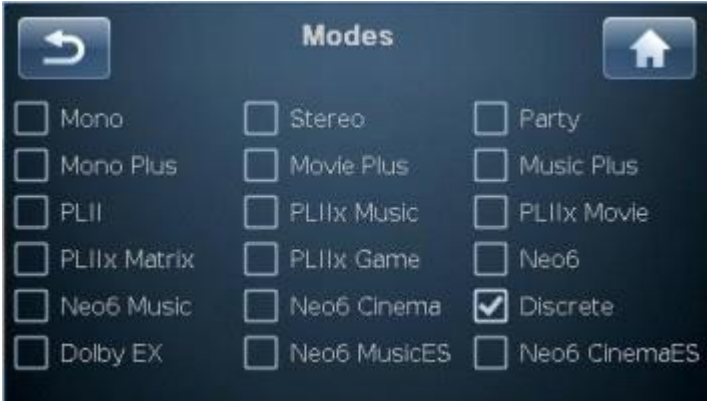 Modes
Mono Stereo Party
Mono Plus Movie Plus Music Plus
PLII PLIIx Music PLIIx Movie
PLIIx Matrix PLIIx Game Neo6
Neo6 Music Neo6 Cinema Discrete
Dolby EX Neo6 MusicES Neo6 CinemaES